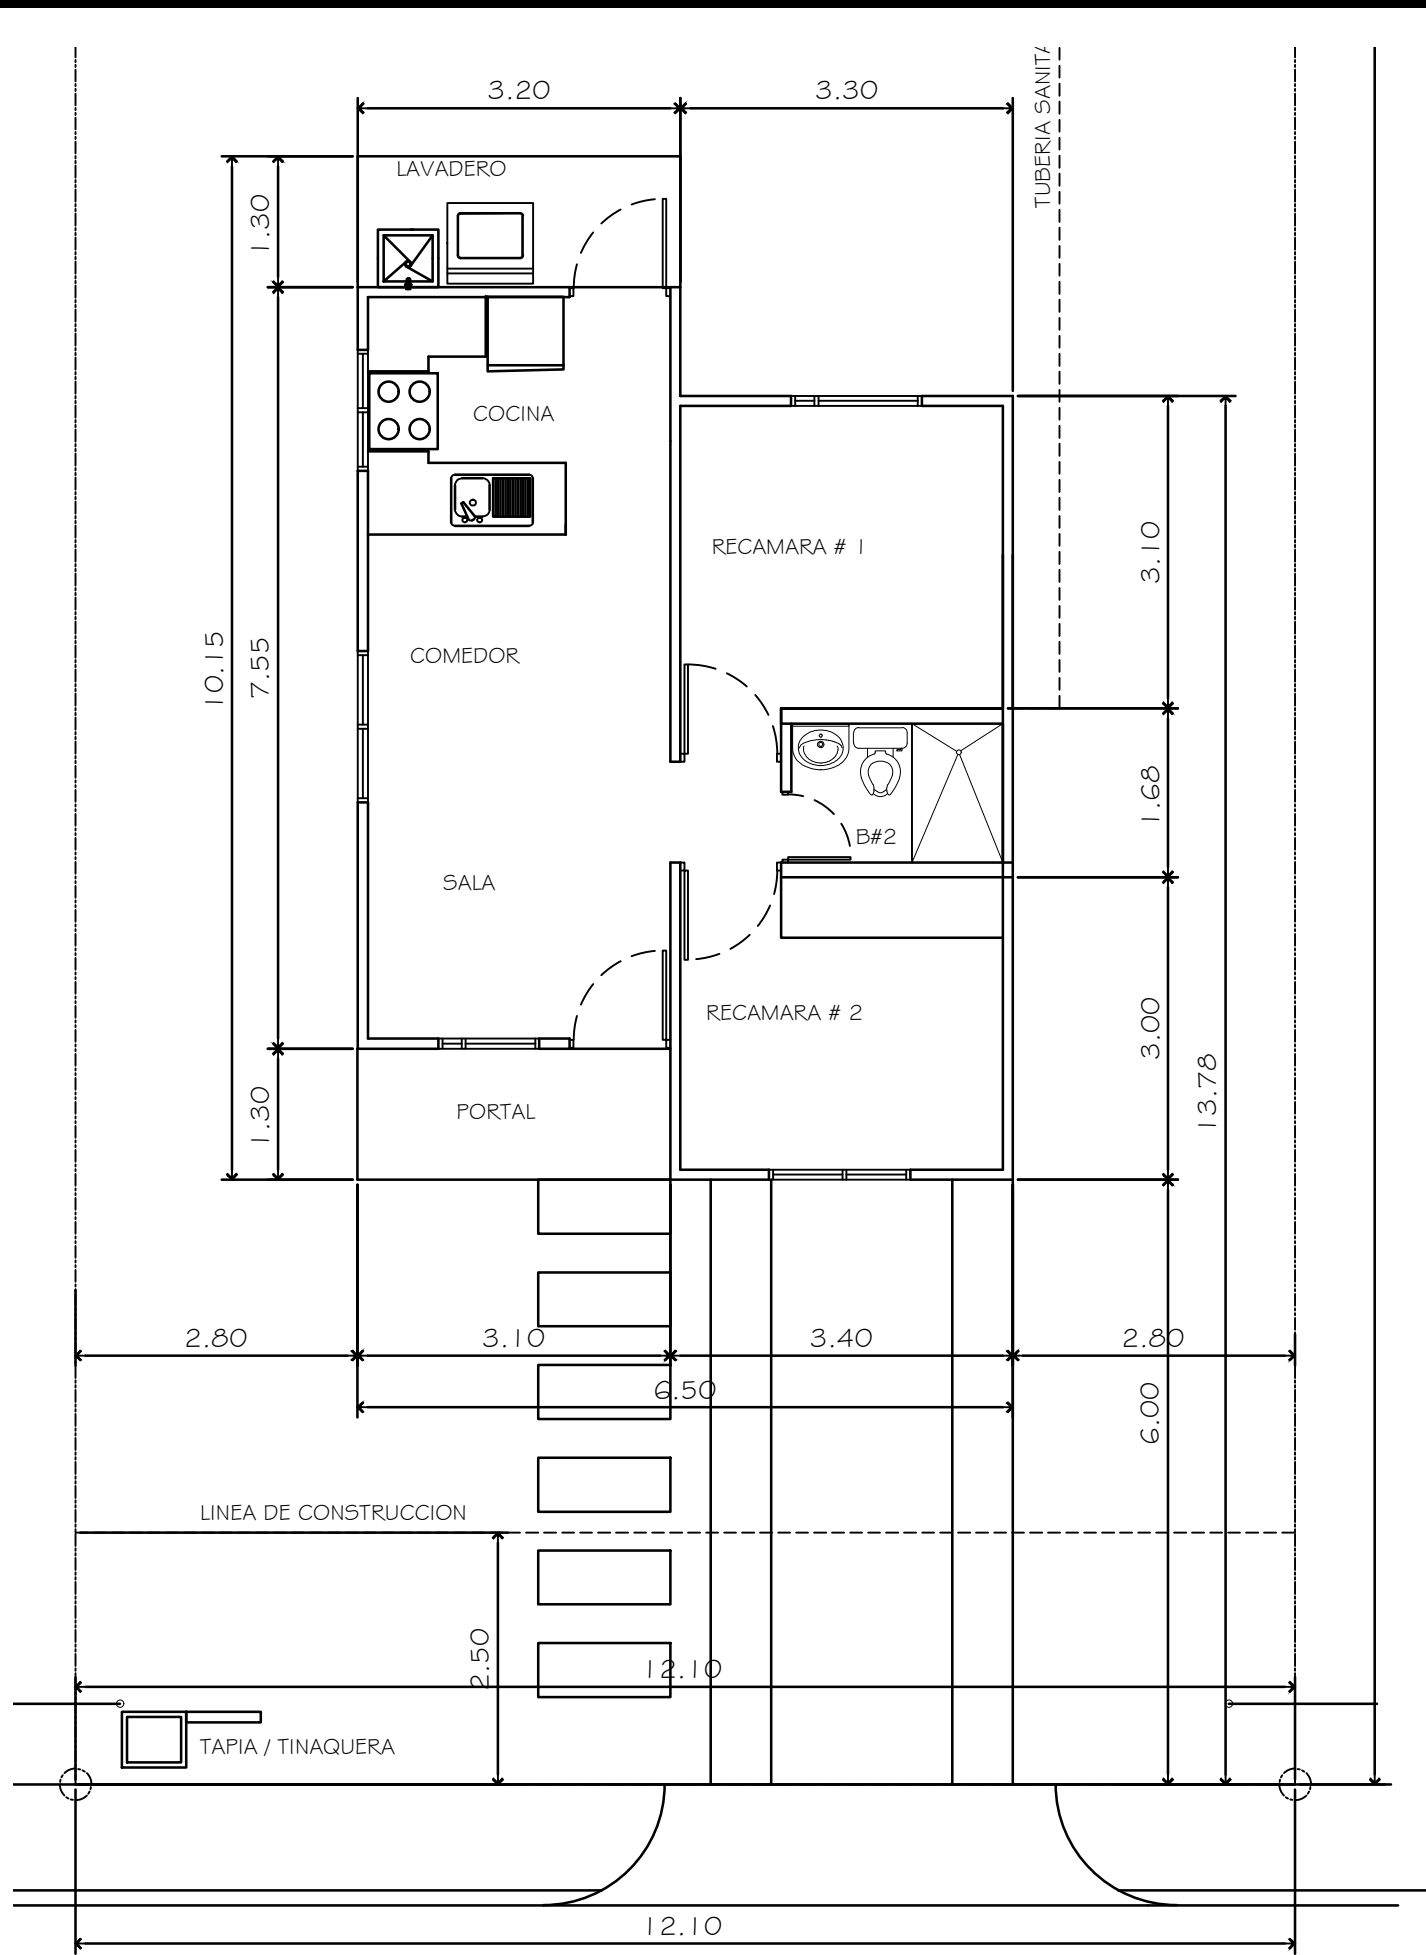 3.20
3.30
TUBERIA SANITA
LAVADERO
1.30
COCINA
RECAMARA # 1
3.10
10.15
7.55
COMEDOR
1.68
B#2
SALA
RECAMARA # 2
3.00
13.78
1.30
PORTAL
2.80
3.10
3.40
2.80
6.50
6.00
LINEA DE CONSTRUCCION
2.50
12.10
TAPIA / TINAQUERA
12.10